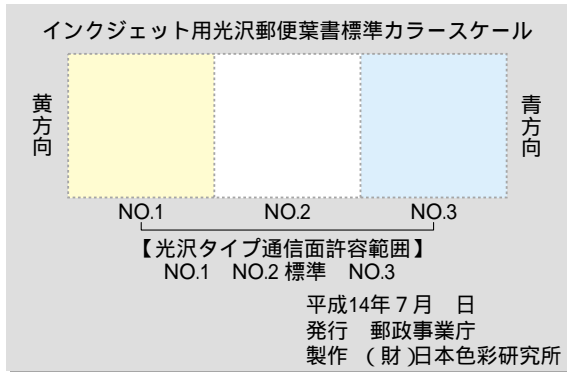 インクジェット用光沢郵便葉書標準カラースケール
黄方向
青方向
NO.1 NO.2 NO.3
【光沢タイプ通信面許容範囲】
NO.1 NO.2 標準 NO.3
平成14年７月　日
発行　郵政事業庁
製作　(財)日本色彩研究所